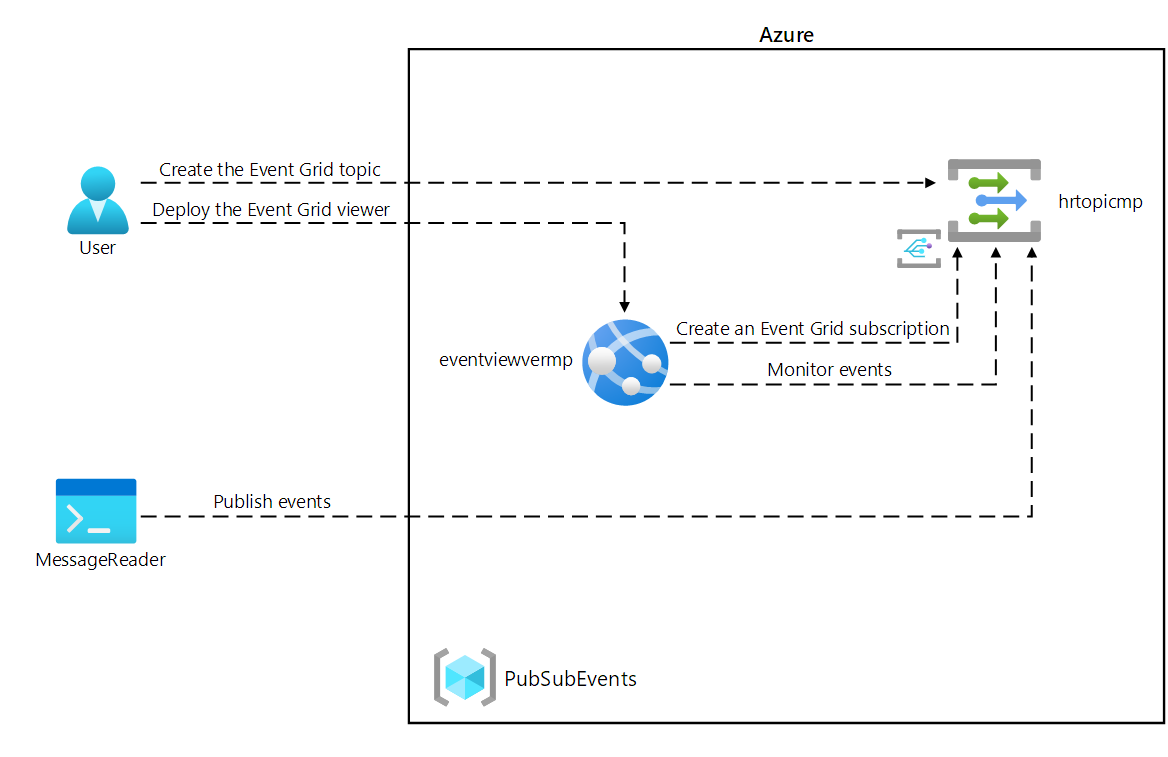 Azure
Create the Event Grid topic
Deploy the Event Grid viewer
User
hrtopicmp
Create an Event Grid subscription
eventviewvermp
Monitor events
Publish events
MessageReader
PubSubEvents